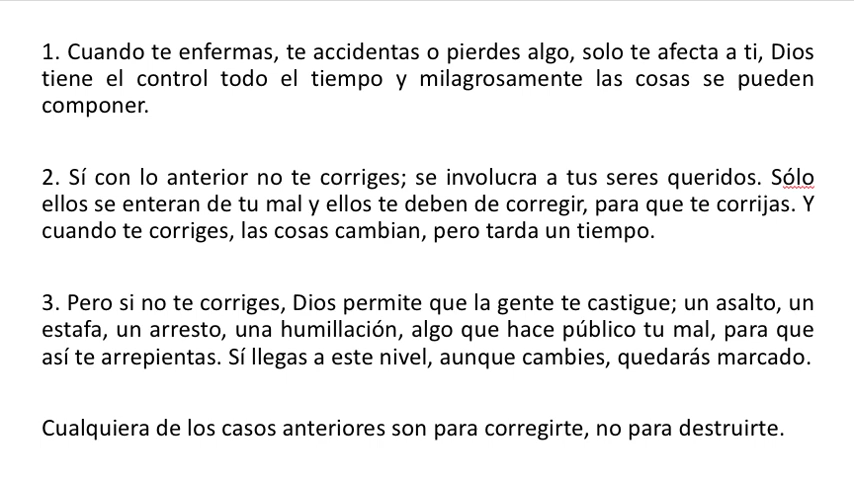 1. Cuando te enfermas, te accidentas o pierdes algo, solo te afecta a ti, Dios
tiene el control todo el tiempo y milagrosamente las cosas se pueden
componer.
2. Sí con lo anterior no te corriges; se involucra a tus seres queridos. Sólo
ellos se enteran de tu mal y ellos te deben de corregir, para que te corrijas. Y
cuando te corriges, las cosas cambian, pero tarda un tiempo.
3. Pero si no te corriges, Dios permite que la gente te castigue; un asalto, un
estafa, un arresto, una humillación, algo que hace público tu mal, para que
así te arrepientas. Sí llegas a este nivel, aunque cambies, quedarás marcado.
Cualquiera de los casos anteriores son para corregirte, no para destruirte.